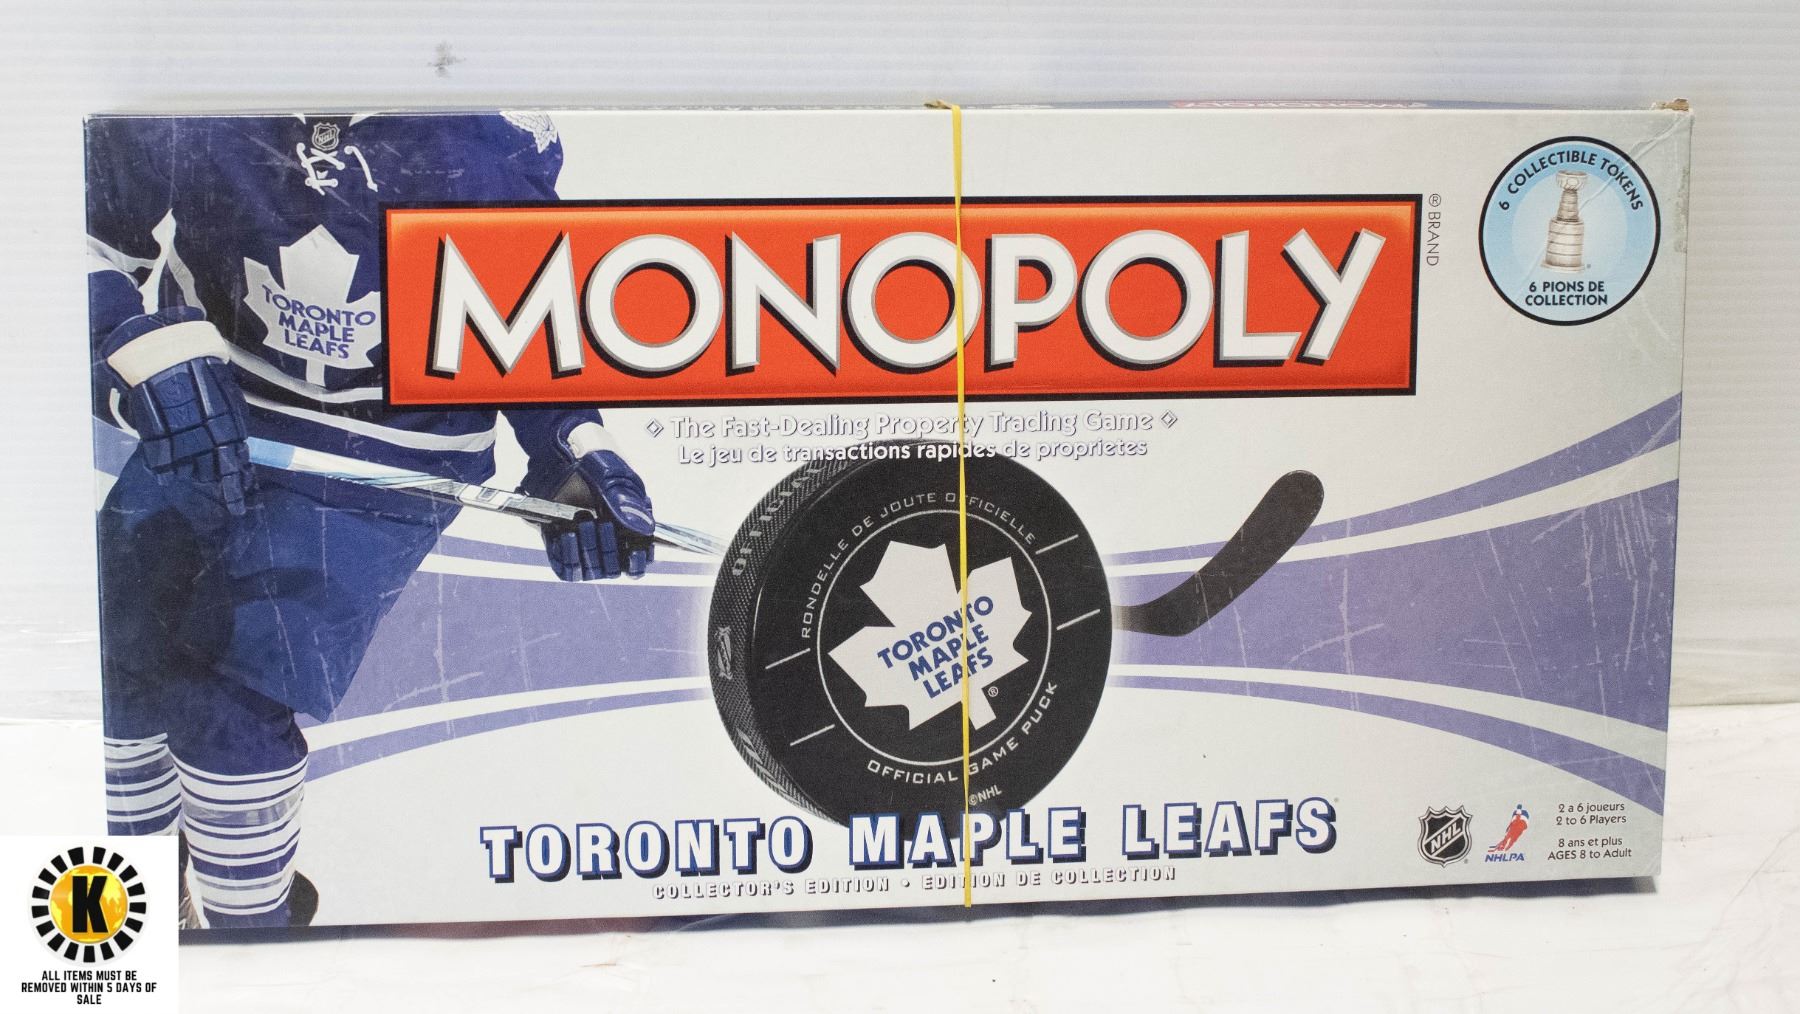 6 COLLECTIBLE TOKENS
6 PIONS DE
COLLECTION
NHL
TORONTO
MAPLE
LEAFS
MONOPOLY
® BRAND
The Fast-Dealing Property Trading Game
Le jeu de transactions rapides de proprietes
RONDELLE DE JOUTE OFFICIELLE
TORONTO
MAPLE
LEAFS
®
OFFICIAL GAME PUCK
©NHL
TORONTO MAPLE LEAFS
COLLECTOR'S EDITION • EDITION DE COLLECTION
NHL
NHLPA
2 a 6 joueurs
2 to 6 Players
8 ans et plus
AGES 8 to Adult
K
ALL ITEMS MUST BE
REMOVED WITHIN 5 DAYS OF
SALE